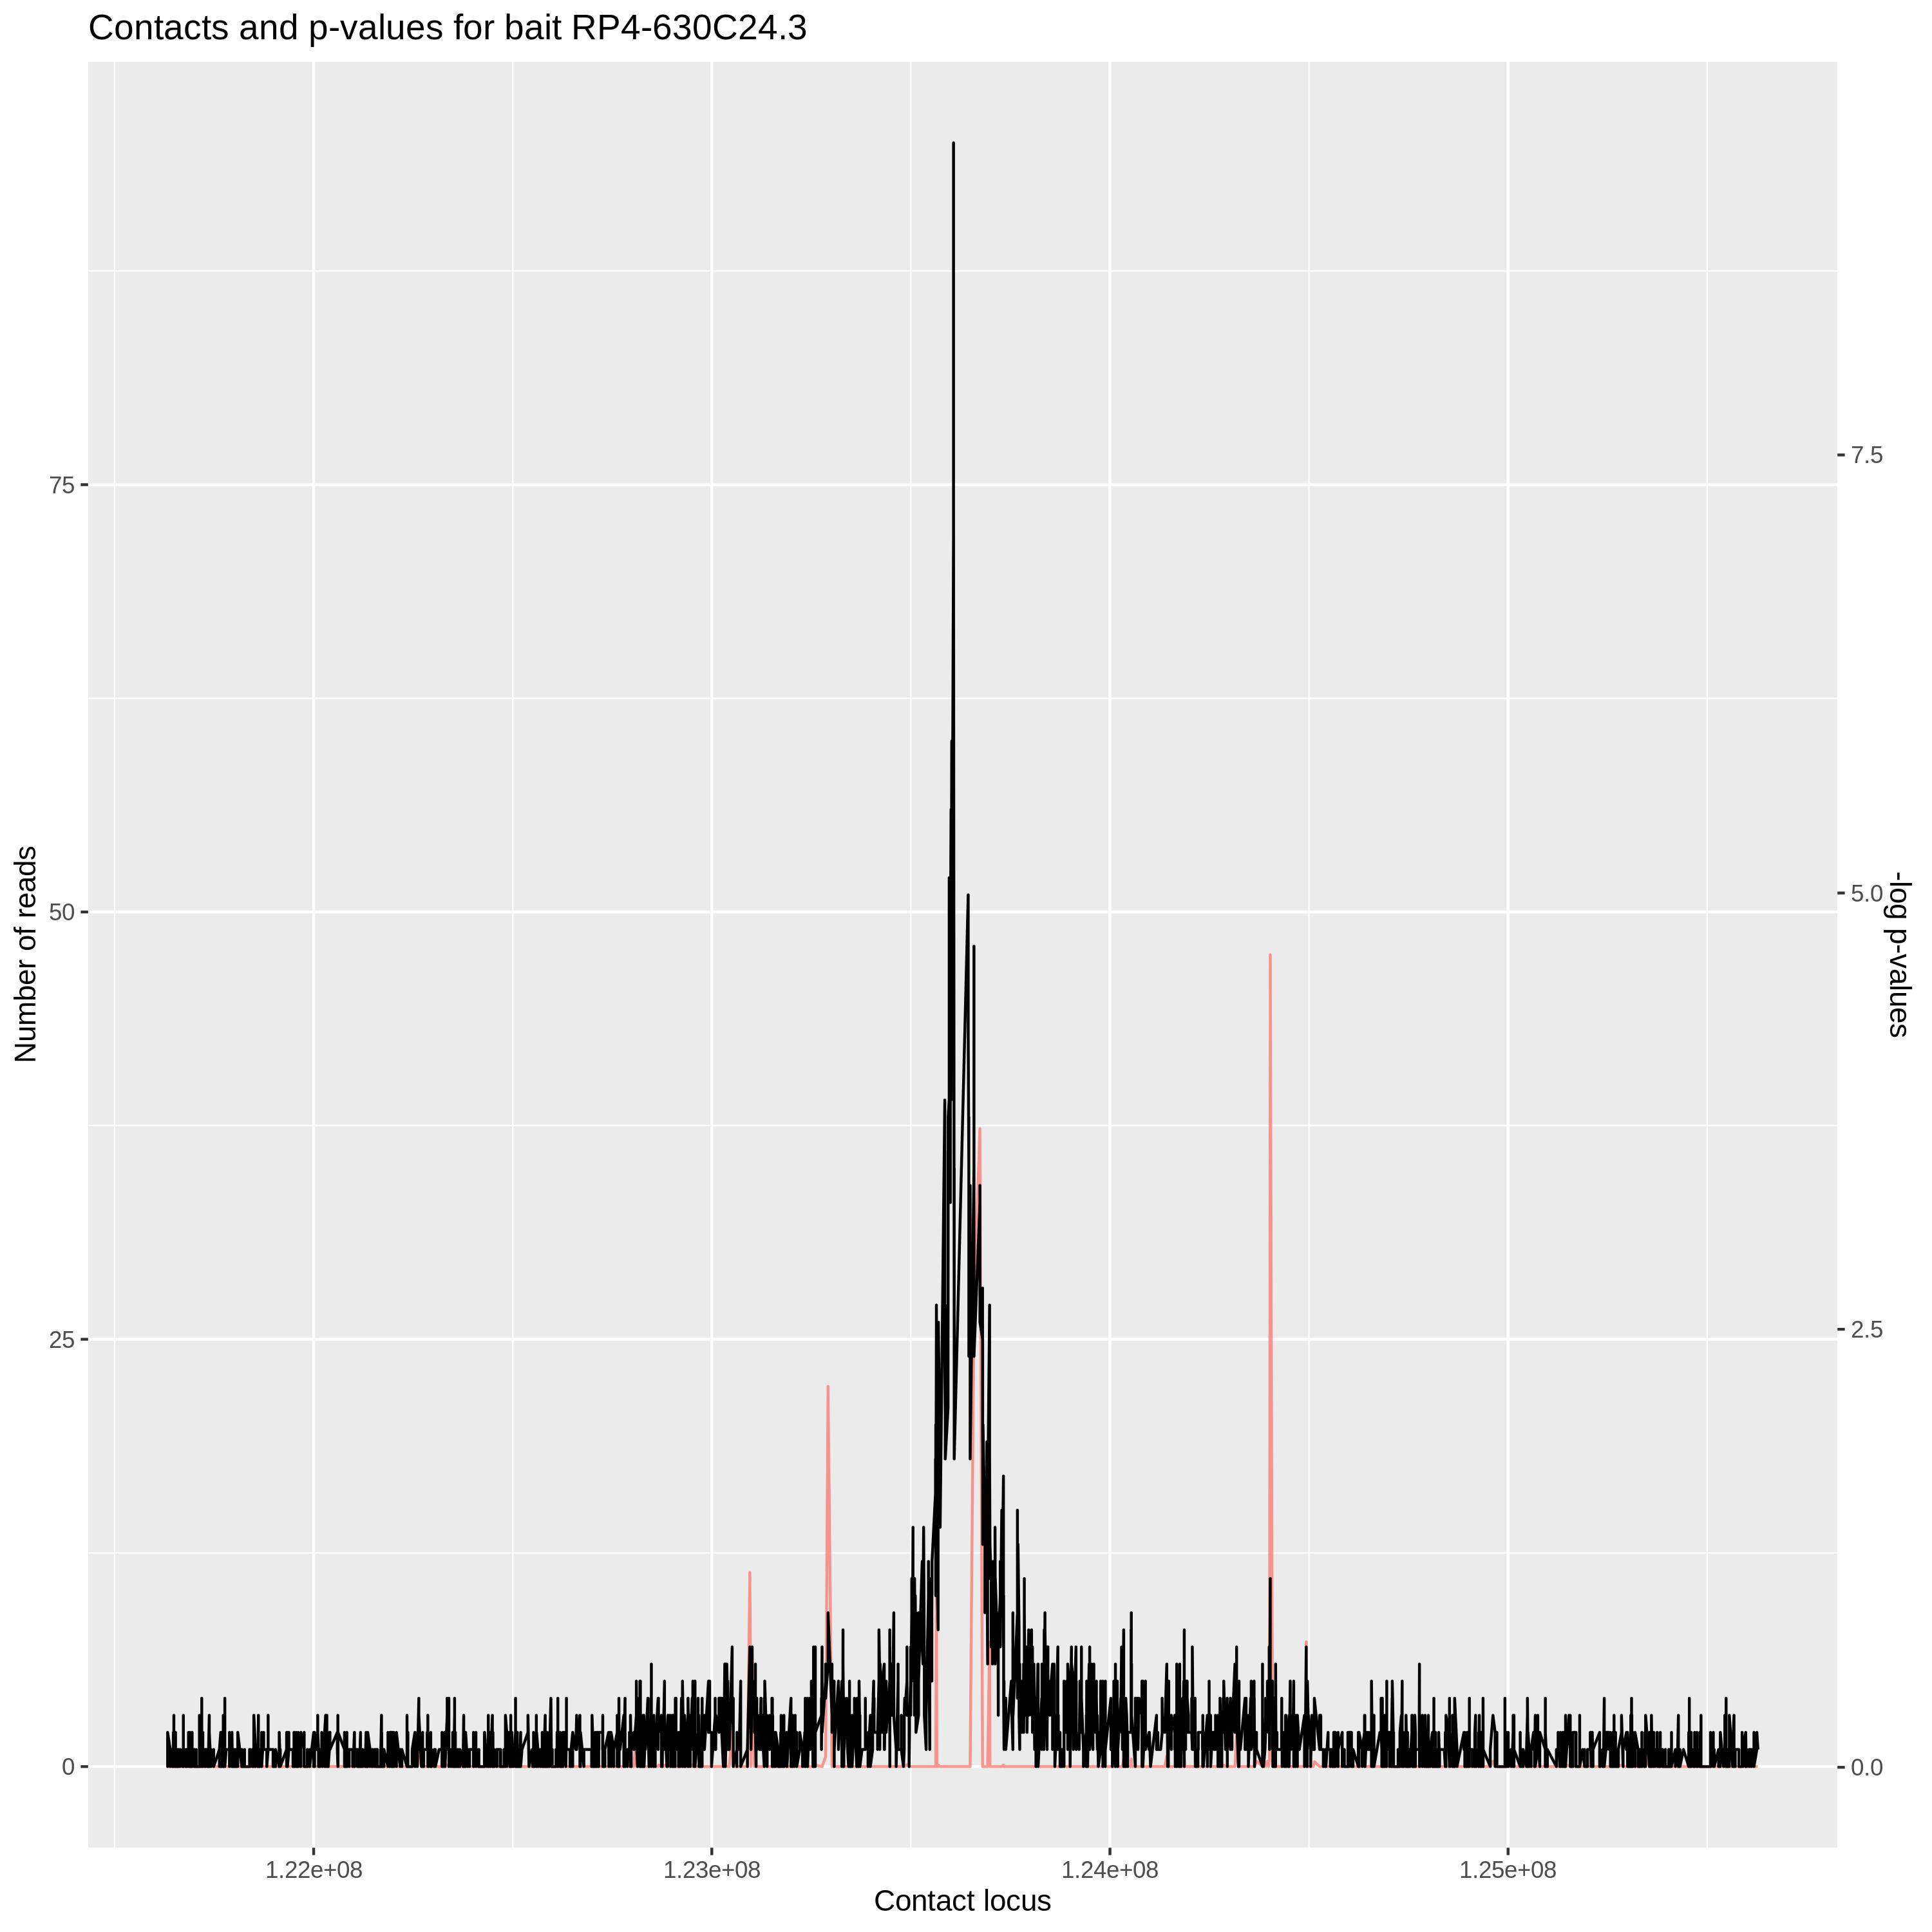 Contacts and p-values for bait RP4-630C24.3
Number of reads
75
50
25
0
7.5
5.0
2.5
0.0
-log p-values
1.22e+08
1.23e+08
1.24e+08
1.25e+08
Contact locus